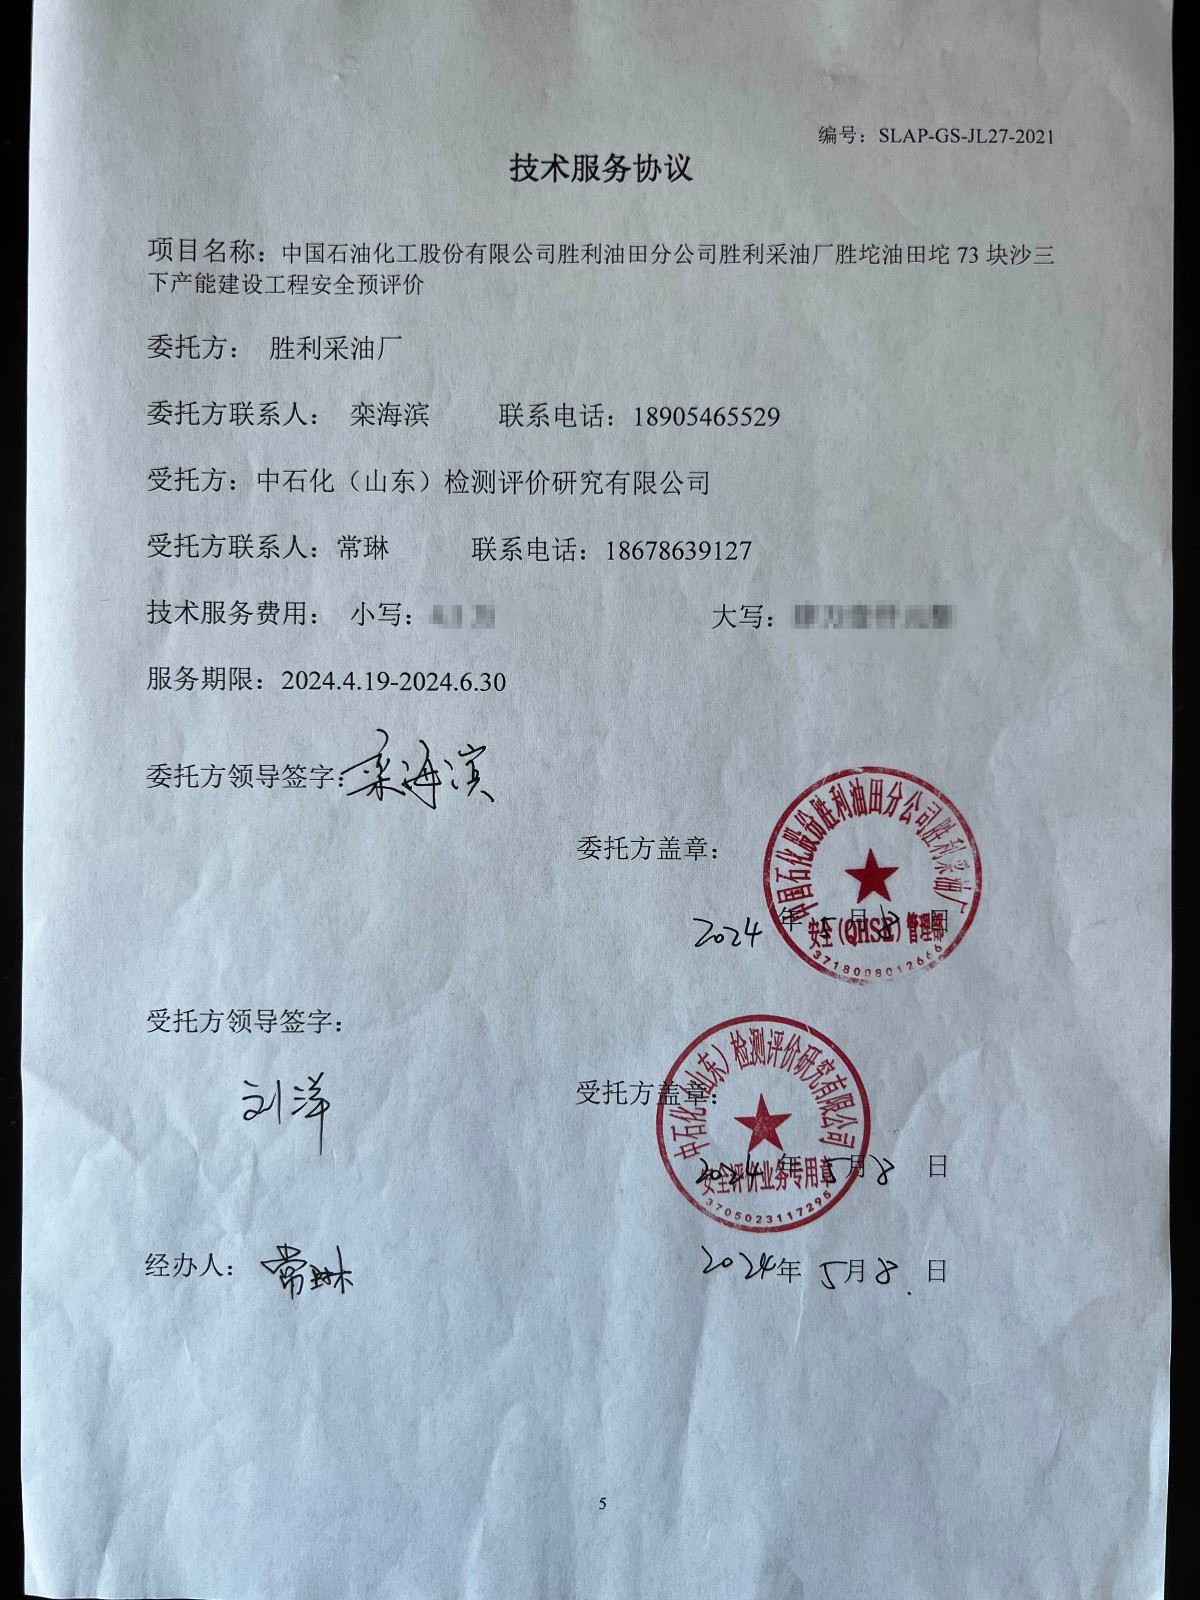 编号：SLAP-GS-JL27-2021
技术服务协议
项目名称：中国石油化工股份有限公司胜利油田分公司胜利采油厂胜坨油田坨 73 块沙三
下产能建设工程安全预评价
委托方： 胜利采油厂
委托方联系人： 栾海滨 联系电话：18905465529
受托方：中石化（山东）检测评价研究有限公司
受托方联系人：常琳 联系电话：18678639127
技术服务费用： 小写： 大写：
服务期限：2024.4.19-2024.6.30
委托方领导签字：栾海滨
委托方盖章：
中国石化股份胜利油田分公司胜利采油厂
2024 年 5 月 8 日
安全（QHSE）管理部
3718008012666
受托方领导签字：
刘洋
受托方盖章：
中石化（山东）检测评价研究有限公司
2024 年 5 月 8 日
安全评价业务专用章
3705023117295
经办人： 常琳 2024年 5月 8. 日
5